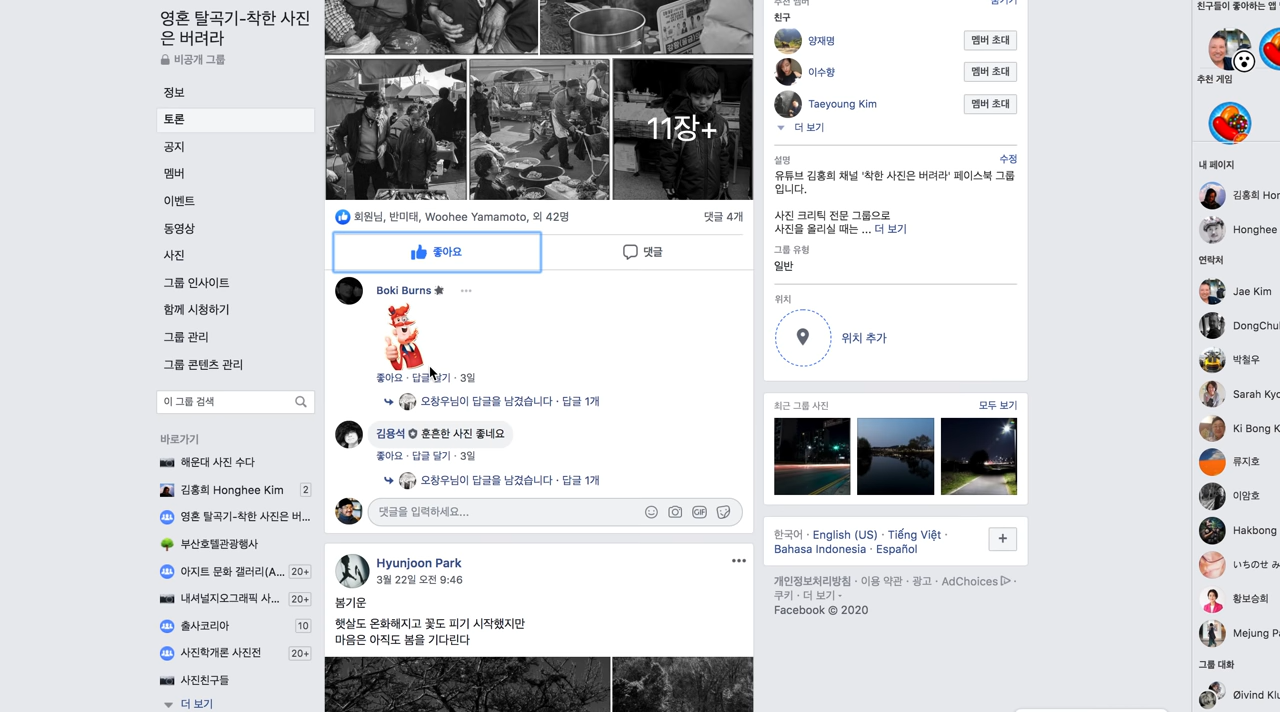 영혼 탈곡기-착한 사진
은 버려라
비공개 그룹
정보
토론
공지
멤버
이벤트
동영상
사진
그룹 인사이트
함께 시청하기
그룹 관리
그룹 콘텐츠 관리
이 그룹 검색
바로가기
해운대 사진 수다
김홍희 Honghee Kim 2
영혼 탈곡기-착한 사진은 버...
부산호텔관광행사
아지트 문화 갤러리(A... 20+
내셔널지오그래픽 사... 20+
출사코리아 10
사진학개론 사진전 20+
사진친구들
더 보기
11장+
회원님, 반미태, Woohee Yamamoto, 외 42명
댓글 4개
좋아요
댓글
Boki Burns
좋아요 · 답글 달기 · 3일
오창우님이 답글을 남겼습니다 · 답글 1개
김용석 훈흔한 사진 좋네요
좋아요 · 답글 달기 · 3일
오창우님이 답글을 남겼습니다 · 답글 1개
댓글을 입력하세요...
GIF
Hyunjoon Park
3월 22일 오전 9:46
봄기운
햇살도 온화해지고 꽃도 피기 시작했지만
마음은 아직도 봄을 기다린다
추천 멤버
친구
양재명 멤버 초대
이수향 멤버 초대
Taeyoung Kim 멤버 초대
더 보기
설명 수정
유튜브 김홍희 채널 '착한 사진은 버려라' 페이스북 그룹
입니다.
사진 크리틱 전문 그룹으로
사진을 올리실 때는 ... 더 보기
그룹 유형
일반
위치
위치 추가
최근 그룹 사진 모두 보기
한국어 · English (US) · Tiếng Việt ·
Bahasa Indonesia · Español
개인정보처리방침 · 이용 약관 · 광고 · AdChoices ·
쿠키 · 더 보기
Facebook © 2020
친구들이 좋아하는 앱
추천 게임
내 페이지
김홍희 Hon
Honghee
연락처
Jae Kim
DongChu
박철우
Sarah Kyo
Ki Bong K
류지호
이암호
Hakbong
いちのせ み
황보승희
Mejung Pa
그룹 대화
Øivind Klu